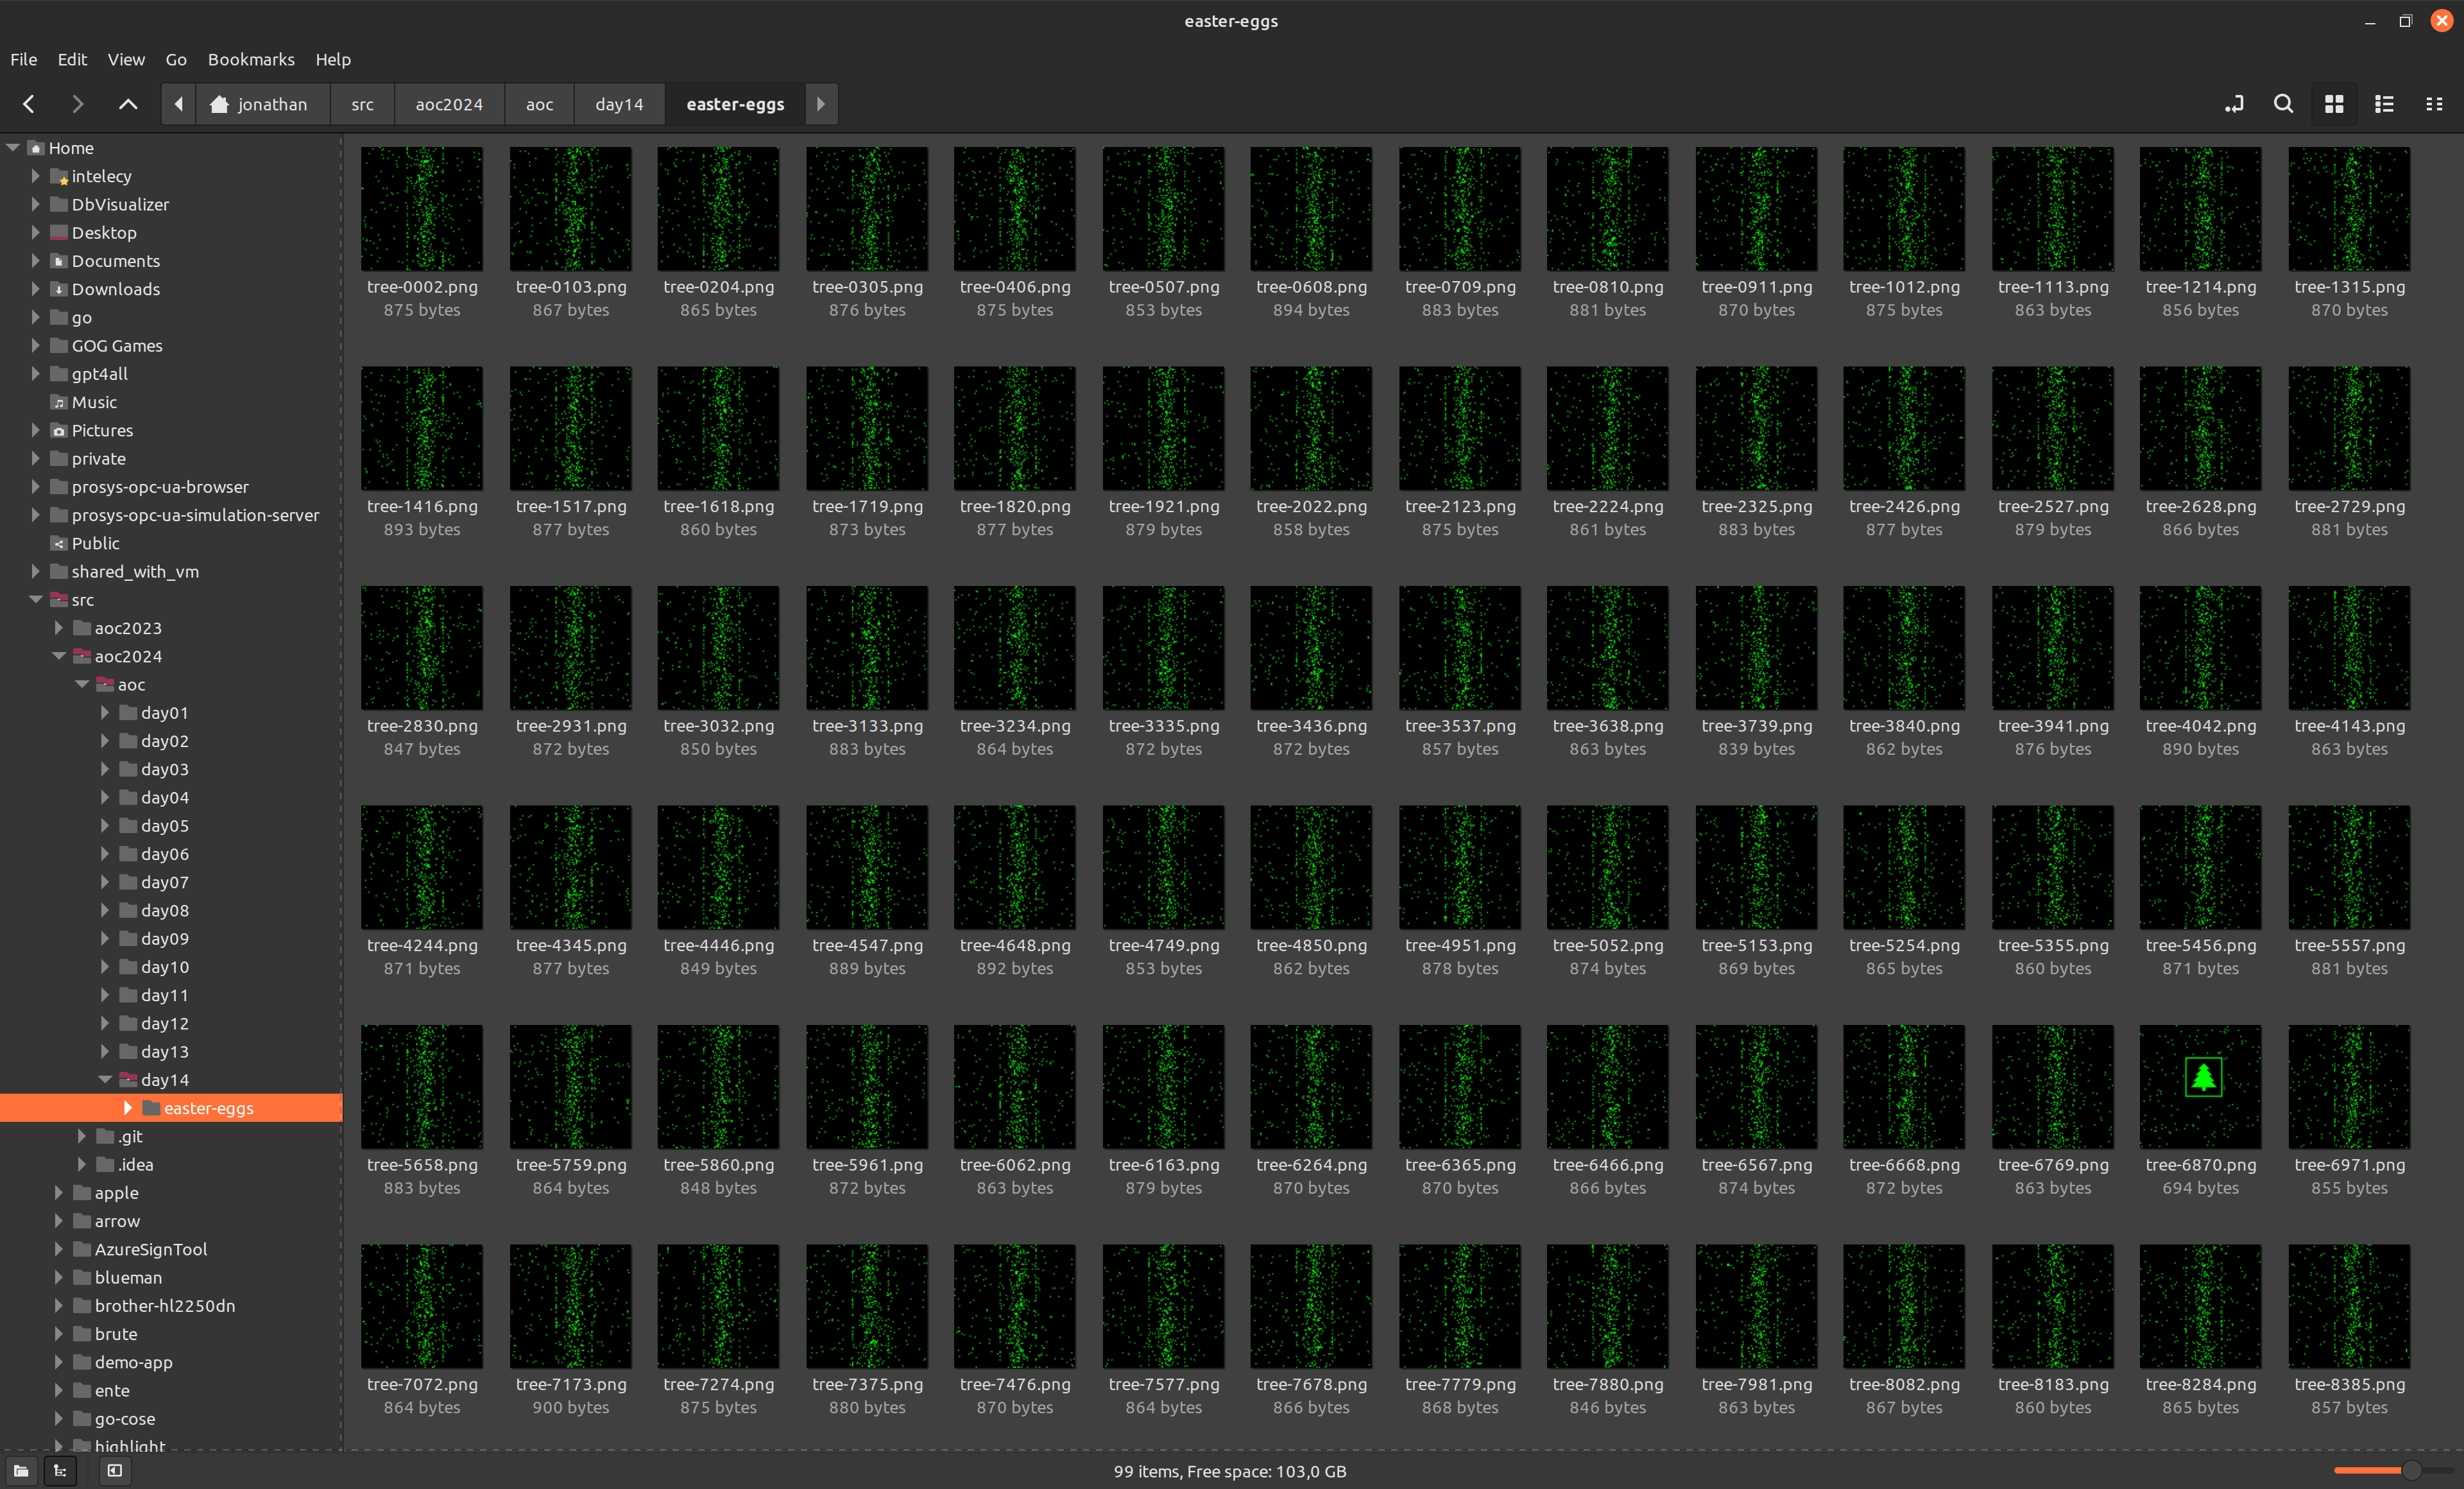 easter-eggs
File Edit View Go Bookmarks Help
jonathan src aoc2024 aoc day14 easter-eggs
Home
intelecy
DbVisualizer
Desktop
Documents
Downloads
go
GOG Games
gpt4all
Music
Pictures
private
prosys-opc-ua-browser
prosys-opc-ua-simulation-server
Public
shared_with_vm
src
aoc2023
aoc2024
aoc
day01
day02
day03
day04
day05
day06
day07
day08
day09
day10
day11
day12
day13
day14
easter-eggs
.git
.idea
apple
arrow
AzureSignTool
blueman
brother-hl2250dn
brute
demo-app
ente
go-cose
highlight
tree-0002.png tree-0103.png tree-0204.png tree-0305.png tree-0406.png tree-0507.png tree-0608.png tree-0709.png tree-0810.png tree-0911.png tree-1012.png tree-1113.png tree-1214.png tree-1315.png
875 bytes 867 bytes 865 bytes 876 bytes 875 bytes 853 bytes 894 bytes 883 bytes 881 bytes 870 bytes 875 bytes 863 bytes 856 bytes 870 bytes
tree-1416.png tree-1517.png tree-1618.png tree-1719.png tree-1820.png tree-1921.png tree-2022.png tree-2123.png tree-2224.png tree-2325.png tree-2426.png tree-2527.png tree-2628.png tree-2729.png
893 bytes 877 bytes 860 bytes 873 bytes 877 bytes 879 bytes 858 bytes 875 bytes 861 bytes 883 bytes 877 bytes 879 bytes 866 bytes 881 bytes
tree-2830.png tree-2931.png tree-3032.png tree-3133.png tree-3234.png tree-3335.png tree-3436.png tree-3537.png tree-3638.png tree-3739.png tree-3840.png tree-3941.png tree-4042.png tree-4143.png
847 bytes 872 bytes 850 bytes 883 bytes 864 bytes 872 bytes 872 bytes 857 bytes 863 bytes 839 bytes 862 bytes 876 bytes 890 bytes 863 bytes
tree-4244.png tree-4345.png tree-4446.png tree-4547.png tree-4648.png tree-4749.png tree-4850.png tree-4951.png tree-5052.png tree-5153.png tree-5254.png tree-5355.png tree-5456.png tree-5557.png
871 bytes 877 bytes 849 bytes 889 bytes 892 bytes 853 bytes 862 bytes 878 bytes 874 bytes 869 bytes 865 bytes 860 bytes 871 bytes 881 bytes
tree-5658.png tree-5759.png tree-5860.png tree-5961.png tree-6062.png tree-6163.png tree-6264.png tree-6365.png tree-6466.png tree-6567.png tree-6668.png tree-6769.png tree-6870.png tree-6971.png
883 bytes 864 bytes 848 bytes 872 bytes 863 bytes 879 bytes 870 bytes 870 bytes 866 bytes 874 bytes 872 bytes 863 bytes 694 bytes 855 bytes
tree-7072.png tree-7173.png tree-7274.png tree-7375.png tree-7476.png tree-7577.png tree-7678.png tree-7779.png tree-7880.png tree-7981.png tree-8082.png tree-8183.png tree-8284.png tree-8385.png
864 bytes 900 bytes 875 bytes 880 bytes 870 bytes 864 bytes 866 bytes 868 bytes 846 bytes 863 bytes 867 bytes 860 bytes 865 bytes 857 bytes
99 items, Free space: 103,0 GB